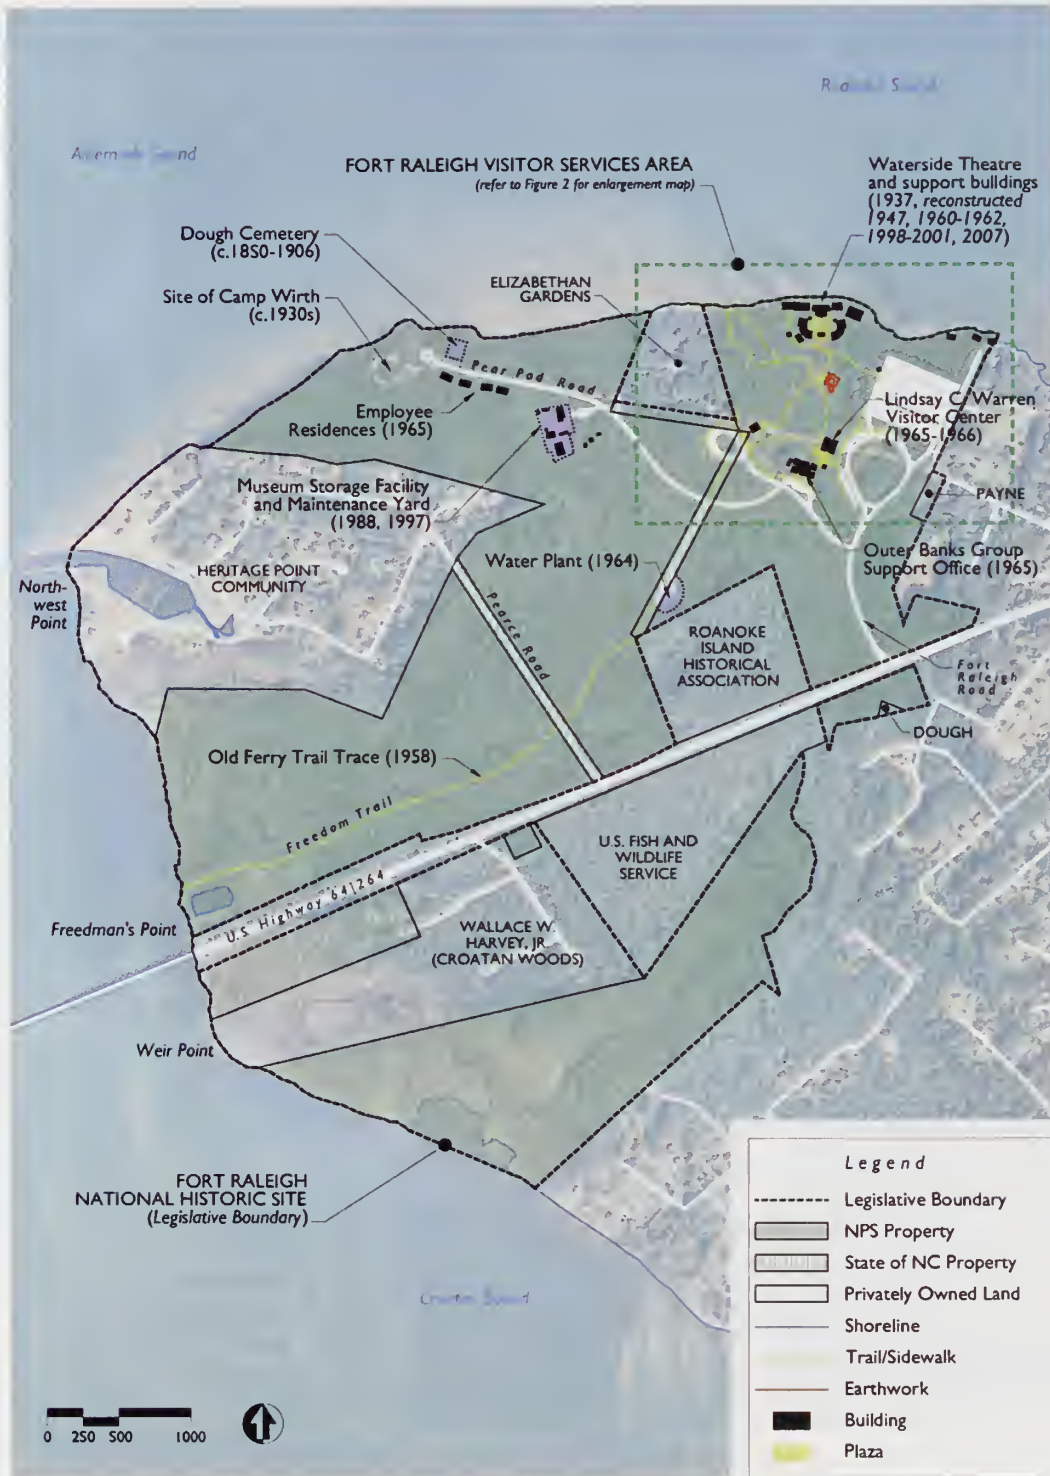 Sound
FORT RALEIGH VISITOR SERVICES AREA
(refer to Figure 2 for enlargement map)
Waterside Theatre
and support buildings
(1937, reconstructed
1947, 1960-1962,
1998-2001, 2007)
Dough Cemetery
(c.1850-1906)
ELIZABETHAN
GARDENS
Site of Camp Wirth
(c.1930s)
Pear Pad Road
Employee
Residences (1965)
Lindsay C. Warren
Visitor Center
(1965-1966)
Museum Storage Facility
and Maintenance Yard
(1988, 1997)
PAYNE
Water Plant (1964)
Outer Banks Group
Support Office (1965)
HERITAGE POINT
COMMUNITY
North-
west
Point
Pearce Road
ROANOKE
ISLAND
HISTORICAL
ASSOCIATION
Fort
Raleigh
Road
DOUGH
Old Ferry Trail Trace (1958)
Freedom Trail
U.S. FISH AND
WILDLIFE
SERVICE
U.S. Highway 64\264
Freedman's Point
WALLACE W.
HARVEY, JR.
(CROATAN WOODS)
Weir Point
FORT RALEIGH
NATIONAL HISTORIC SITE
(Legislative Boundary)
Legend
Legislative Boundary
NPS Property
State of NC Property
Privately Owned Land
Shoreline
Trail/Sidewalk
Earthwork
Building
Plaza
0 250 500 1000